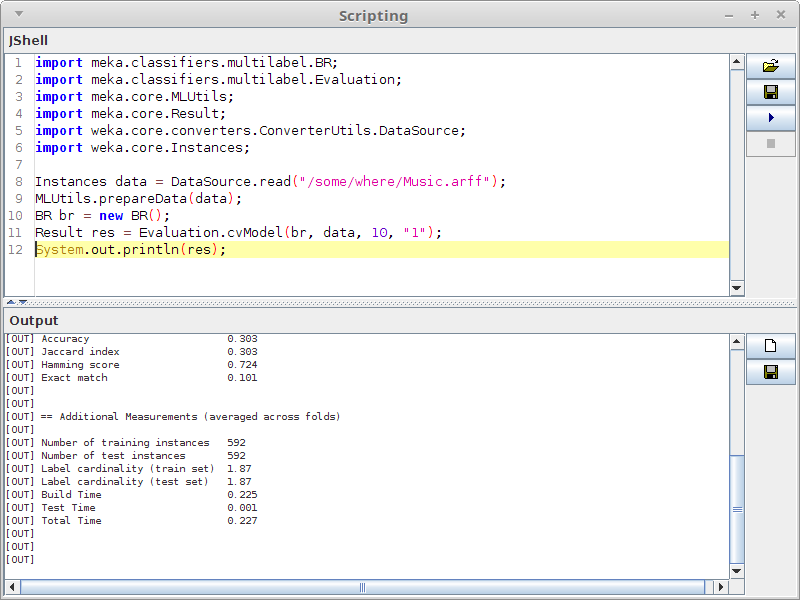 Scripting
JShell
1 import meka.classifiers.multilabel.BR;
2 import meka.classifiers.multilabel.Evaluation;
3 import meka.core.MLUtils;
4 import meka.core.Result;
5 import weka.core.converters.ConverterUtils.DataSource;
6 import weka.core.Instances;
7
8 Instances data = DataSource.read("/some/where/Music.arff");
9 MLUtils.prepareData(data);
10 BR br = new BR();
11 Result res = Evaluation.cvModel(br, data, 10, "1");
12 System.out.println(res);
Output
[OUT] Accuracy 0.303
[OUT] Jaccard index 0.303
[OUT] Hamming score 0.724
[OUT] Exact match 0.101
[OUT]
[OUT]
[OUT] == Additional Measurements (averaged across folds)
[OUT]
[OUT] Number of training instances 592
[OUT] Number of test instances 592
[OUT] Label cardinality (train set) 1.87
[OUT] Label cardinality (test set) 1.87
[OUT] Build Time 0.225
[OUT] Test Time 0.001
[OUT] Total Time 0.227
[OUT]
[OUT]
[OUT]